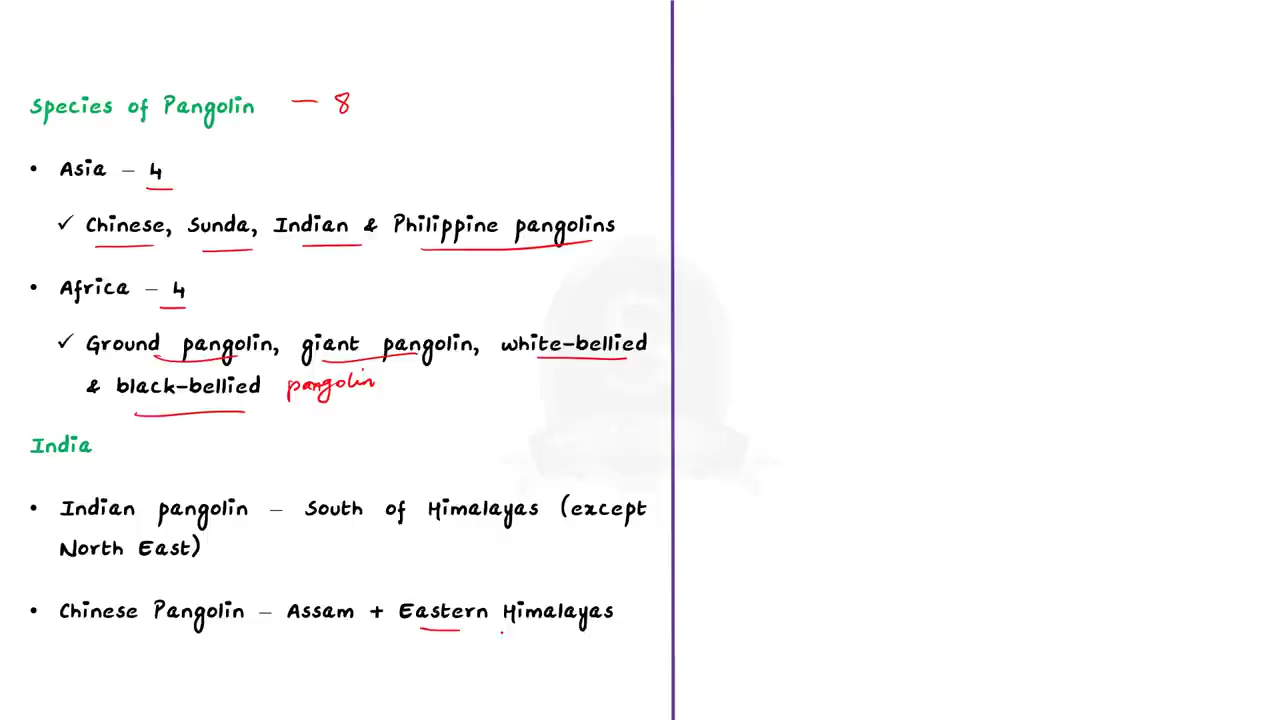 Species of Pangolin — 8
• Asia – 4
✓ Chinese, Sunda, Indian & Philippine pangolins
• Africa – 4
✓ Ground pangolin, giant pangolin, white-bellied
& black-bellied pangolin
India
• Indian pangolin – South of Himalayas (except
North East)
• Chinese Pangolin – Assam + Eastern Himalayas